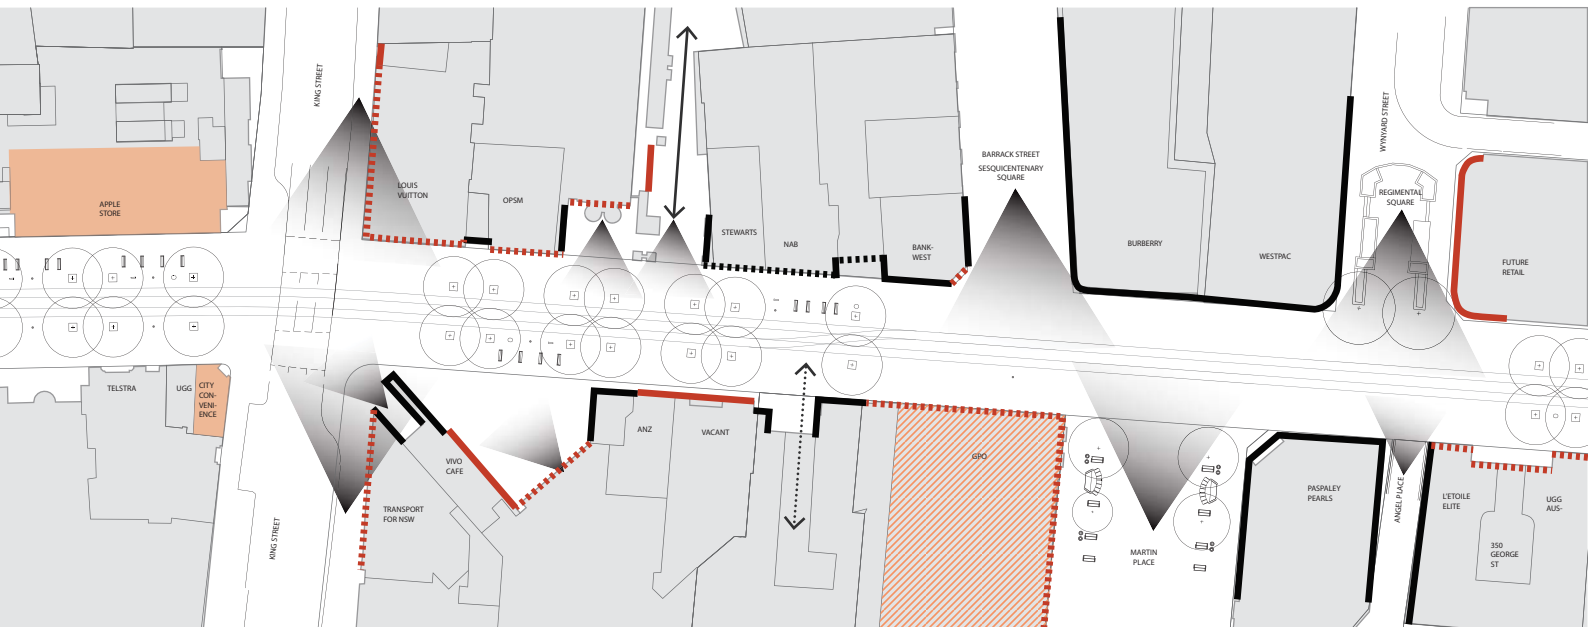 KING STREET
LOUIS
VUITTON
OPSM
APPLE
STORE
STEWARTS
NAB
BANK-
WEST
BARRACK STREET
SESQUICENTENARY
SQUARE
BURBERRY
WESTPAC
WYNYARD STREET
REGIMENTAL
SQUARE
FUTURE
RETAIL
TELSTRA
UGG
CITY
CON-
VENI-
ENCE
KING STREET
VIVO
CAFE
TRANSPORT
FOR NSW
ANZ
VACANT
GPO
MARTIN
PLACE
PASPALEY
PEARLS
ANGEL PLACE
L'ETOILE
ELITE
UGG
AUS-
350
GEORGE
ST